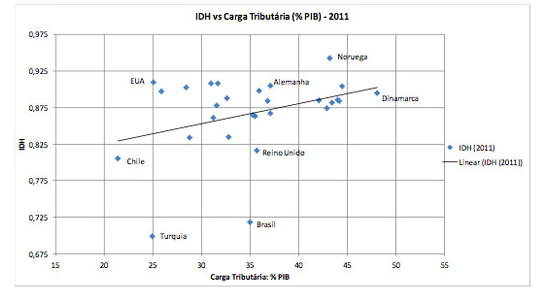 IDH vs Carga Tributária (% PIB) - 2011
0,975
0,925
0,875
0,825
0,775
0,725
0,675
IDH
Noruega
EUA
Alemanha
Dinamarca
Reino Unido
Chile
Brasil
Turquia
IDH (2011)
Linear (IDH (2011))
15 20 25 30 35 40 45 50 55
Carga Tributária: % PIB